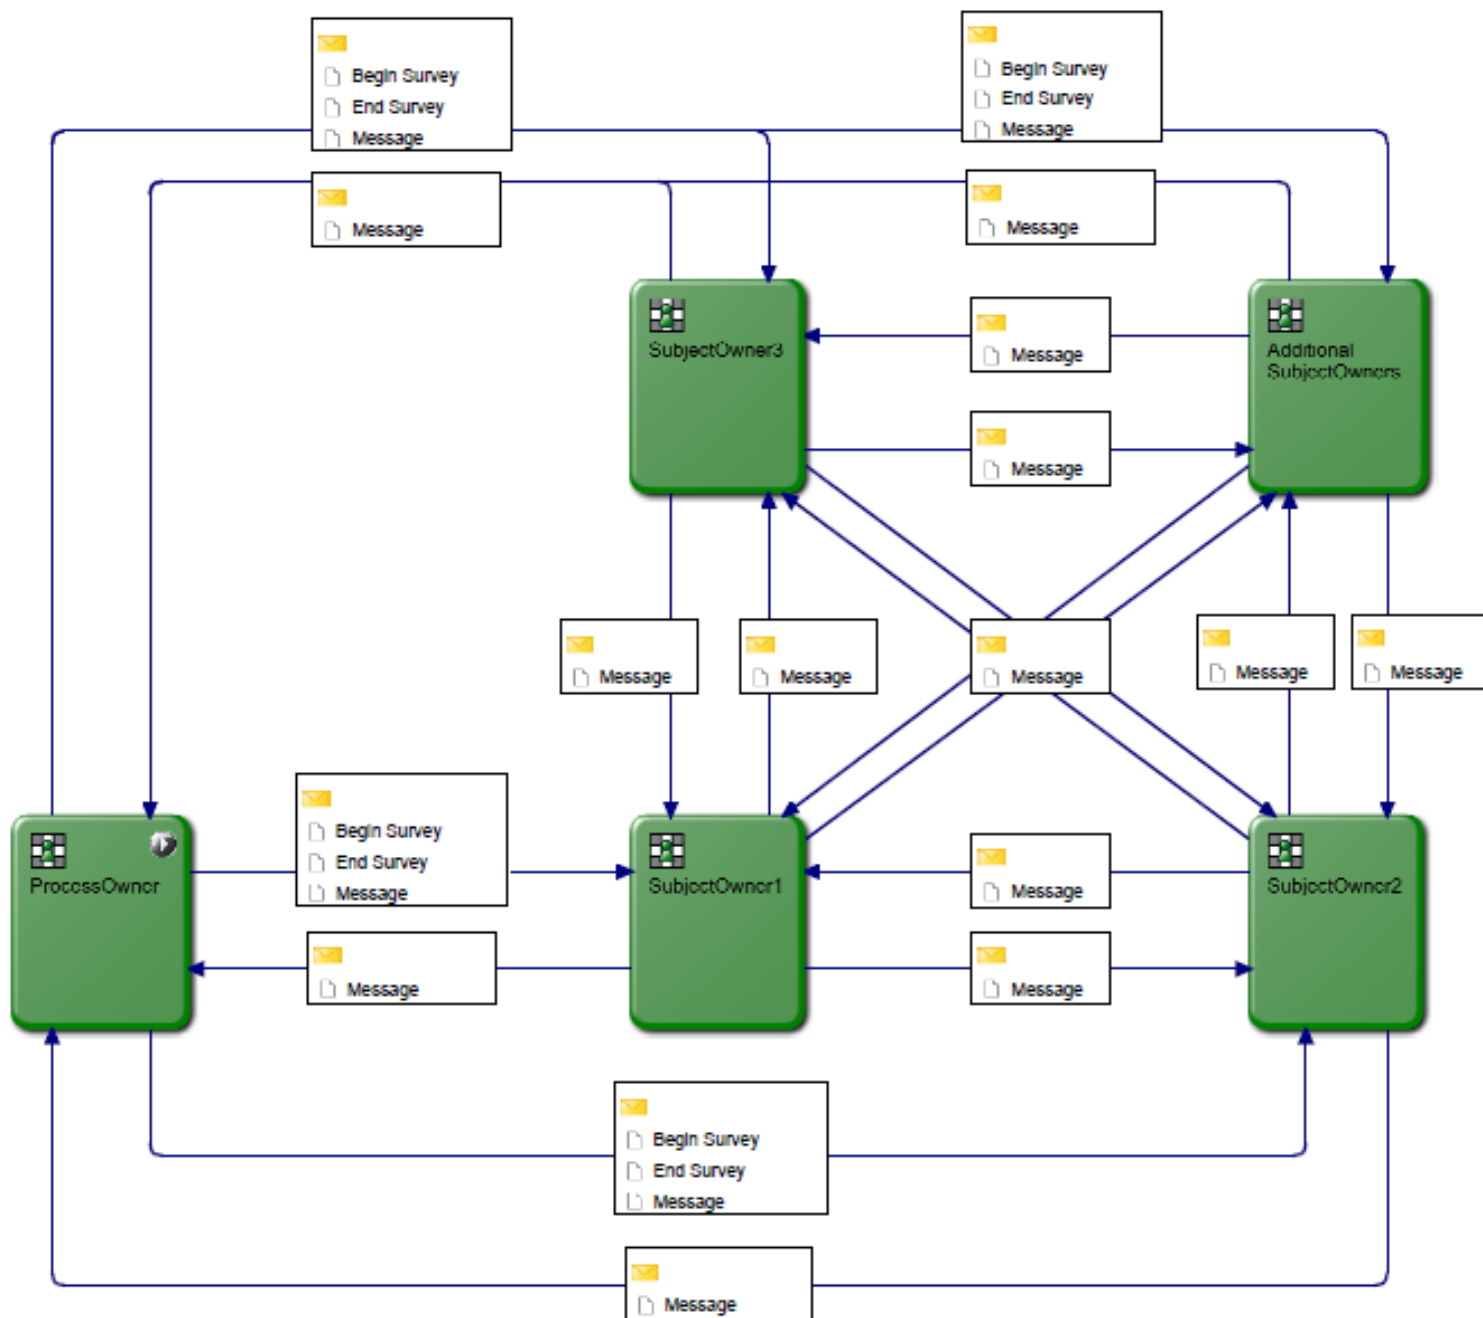 Begin Survey
End Survey
Message
Begin Survey
End Survey
Message
Message
Message
SubjectOwner3
Additional
SubjectOwners
Message
Message
Message
Message
Message
Message
Message
Begin Survey
End Survey
Message
ProcessOwner
SubjectOwner1
SubjectOwner2
Message
Message
Message
Begin Survey
End Survey
Message
Message